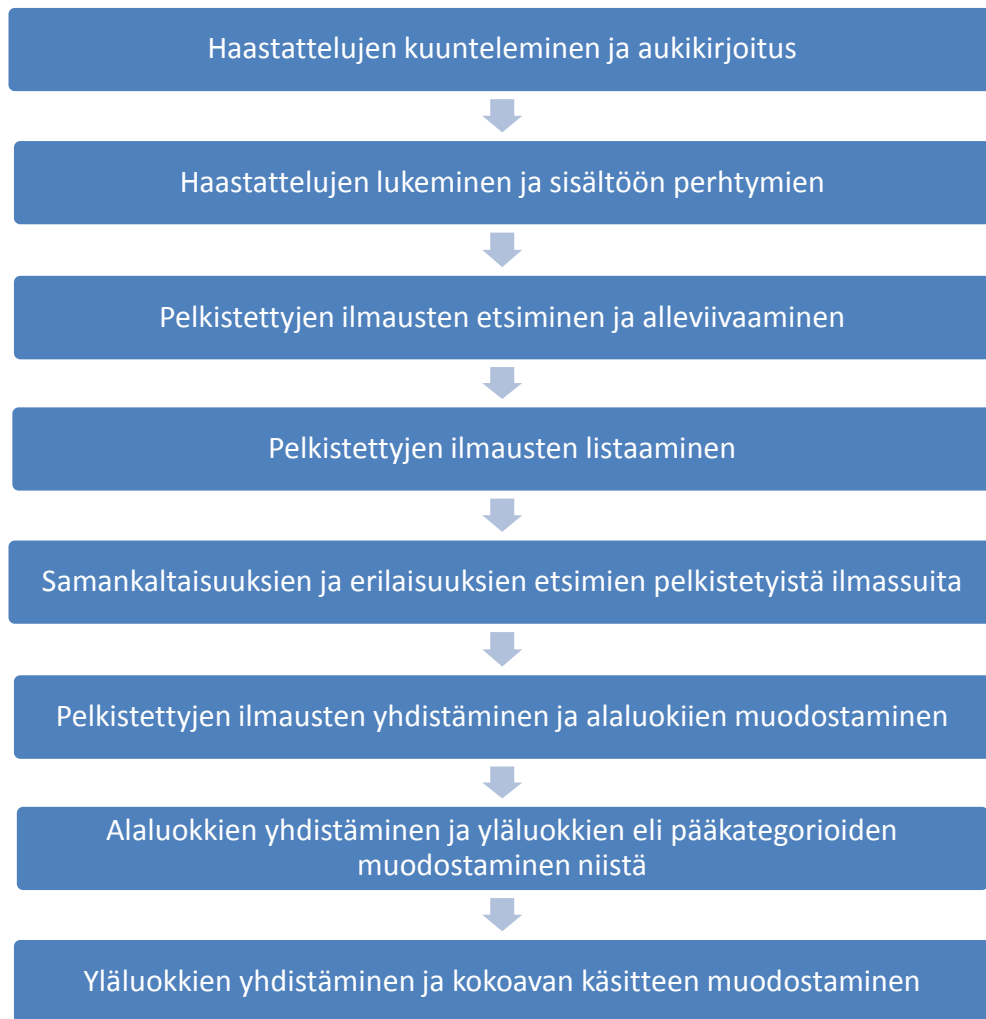 Haastattelujen kuunteleminen ja aukikirjoitus
Haastattelujen lukeminen ja sisältöön perhtymien
Pelkistettyjen ilmausten etsiminen ja alleviivaaminen
Pelkistettyjen ilmausten listaaminen
Samankaltaisuuksien ja erilaisuuksien etsimien pelkistetyistä ilmassuita
Pelkistettyjen ilmausten yhdistäminen ja alaluokiien muodostaminen
Alaluokkien yhdistäminen ja yläluokkien eli pääkategorioiden
muodostaminen niistä
Yläluokkien yhdistäminen ja kokoavan käsitteen muodostaminen